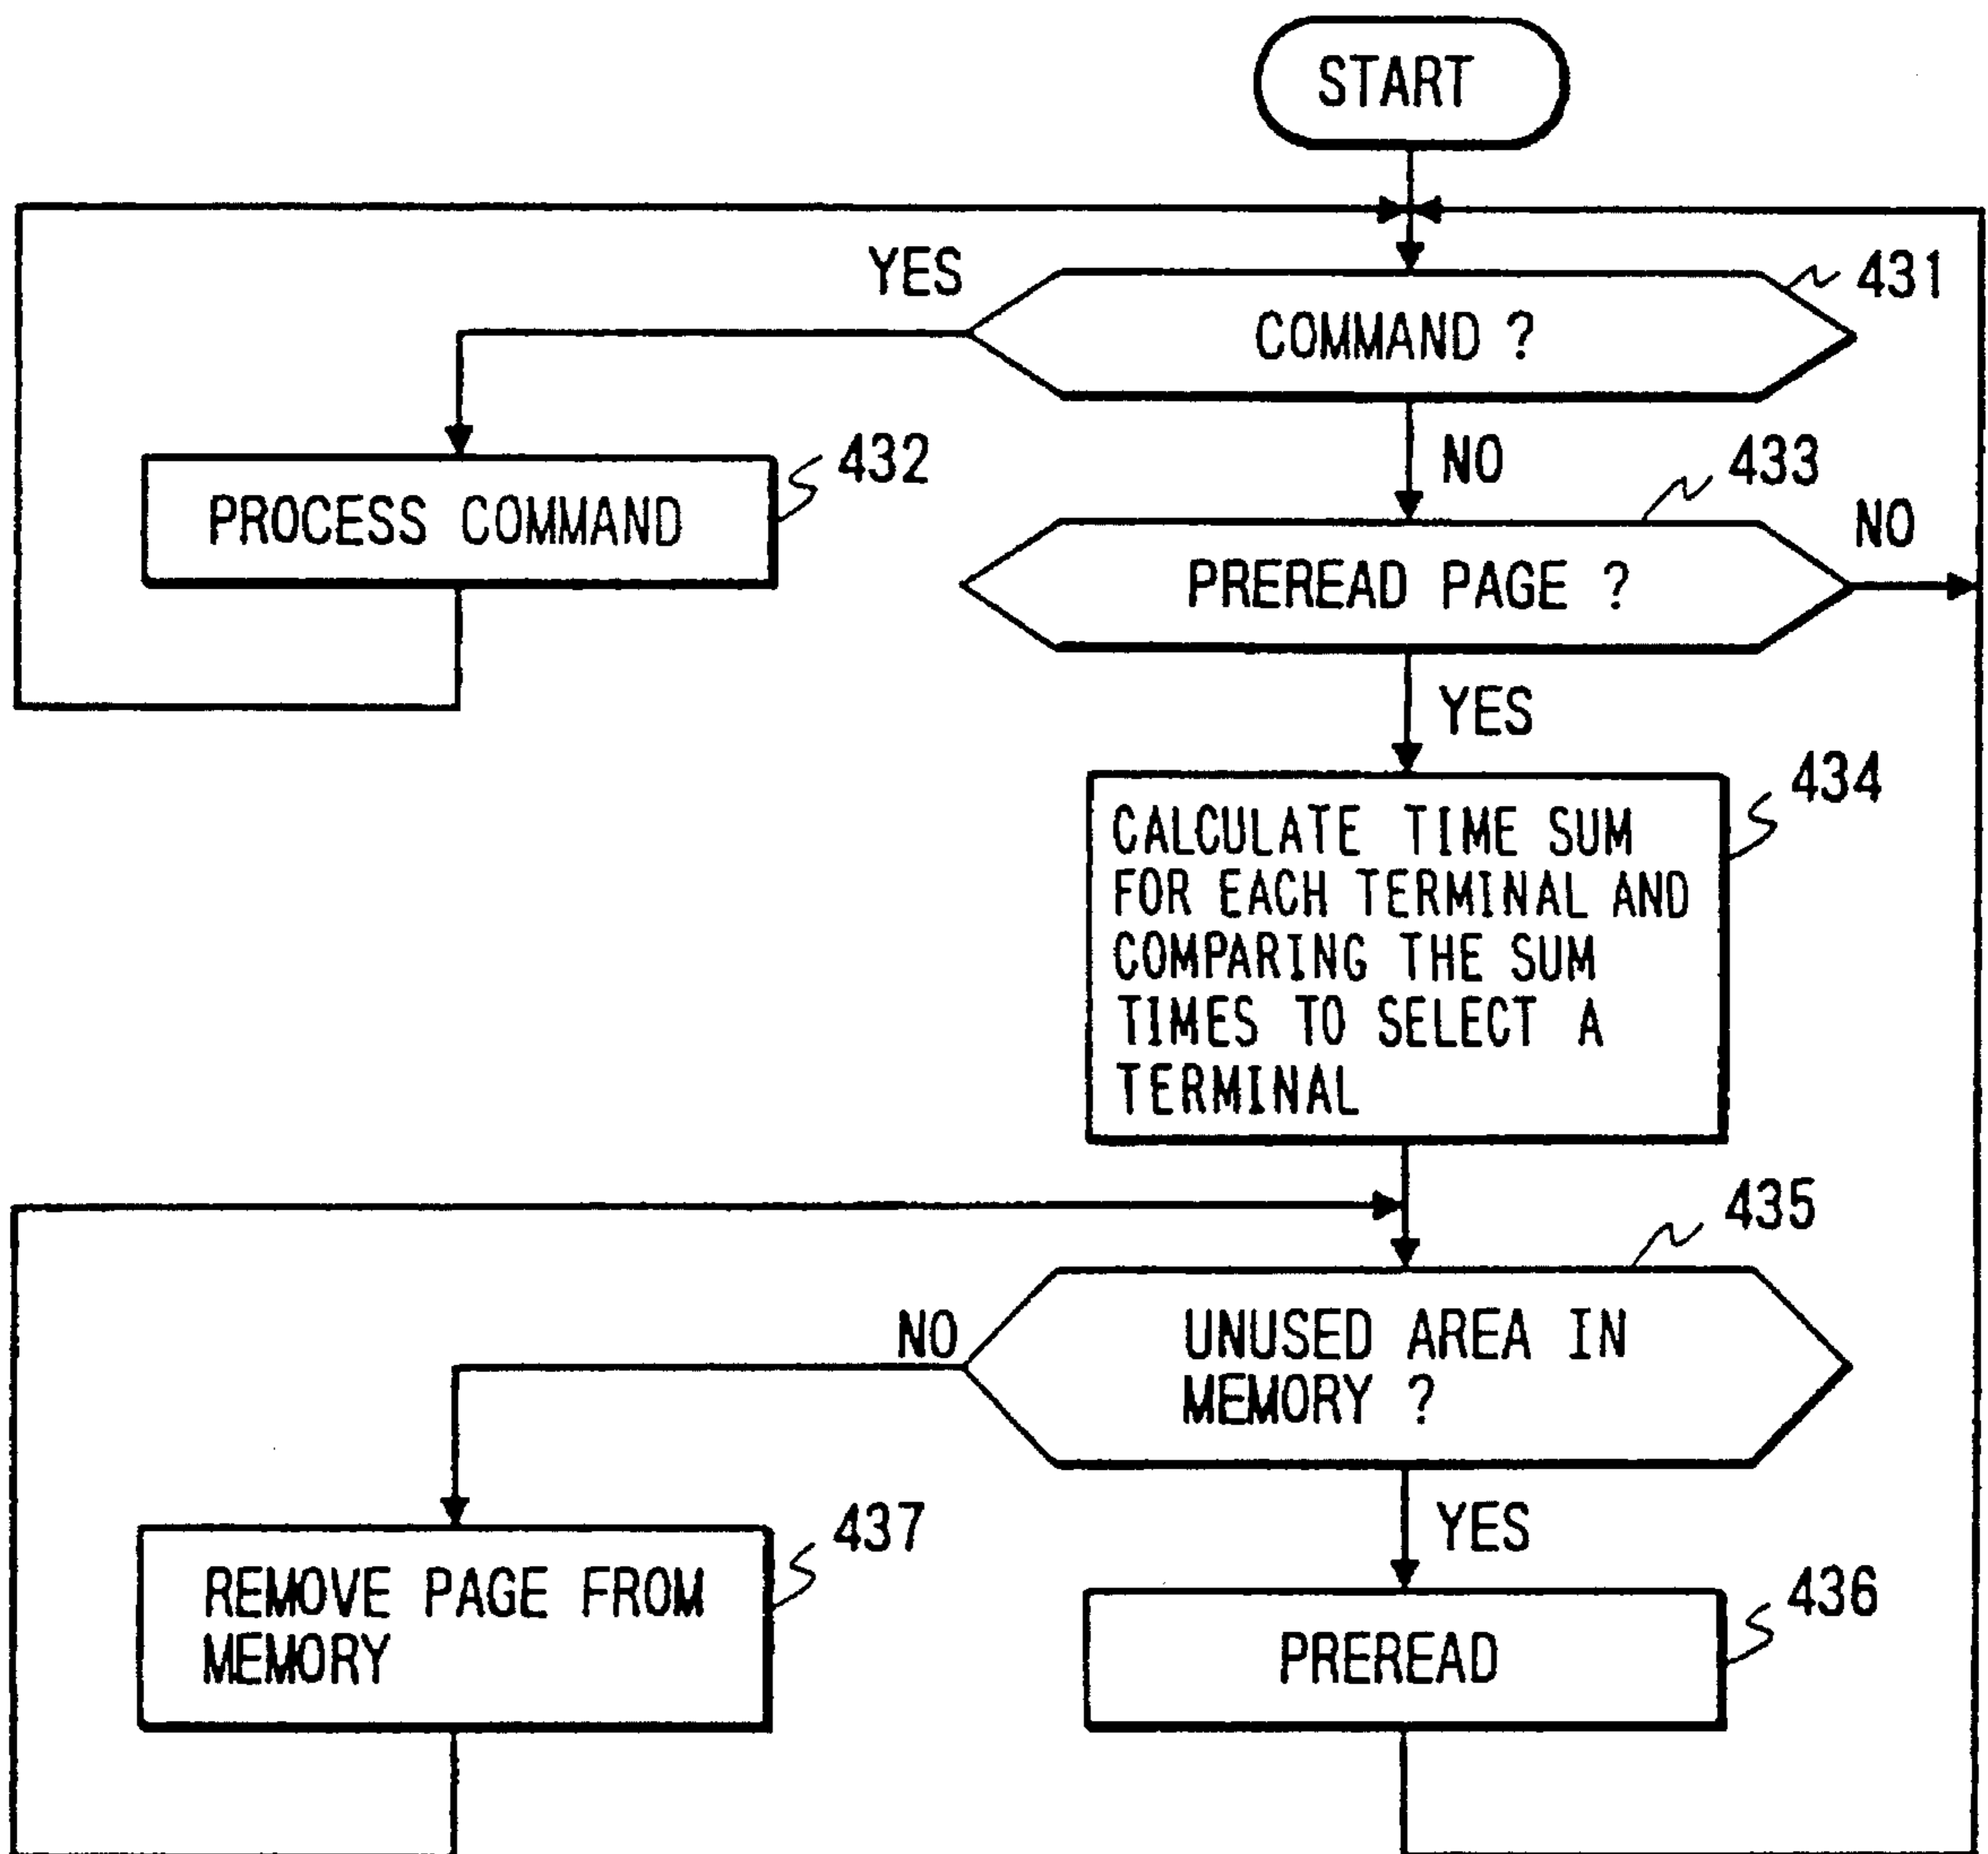 START
YES
431
COMMAND ?
432
NO
433
PROCESS COMMAND
NO
PREREAD PAGE ?
YES
434
CALCULATE TIME SUM
FOR EACH TERMINAL AND
COMPARING THE SUM
TIMES TO SELECT A
TERMINAL
435
NO
UNUSED AREA IN
MEMORY ?
437
YES
REMOVE PAGE FROM
MEMORY
436
PREREAD